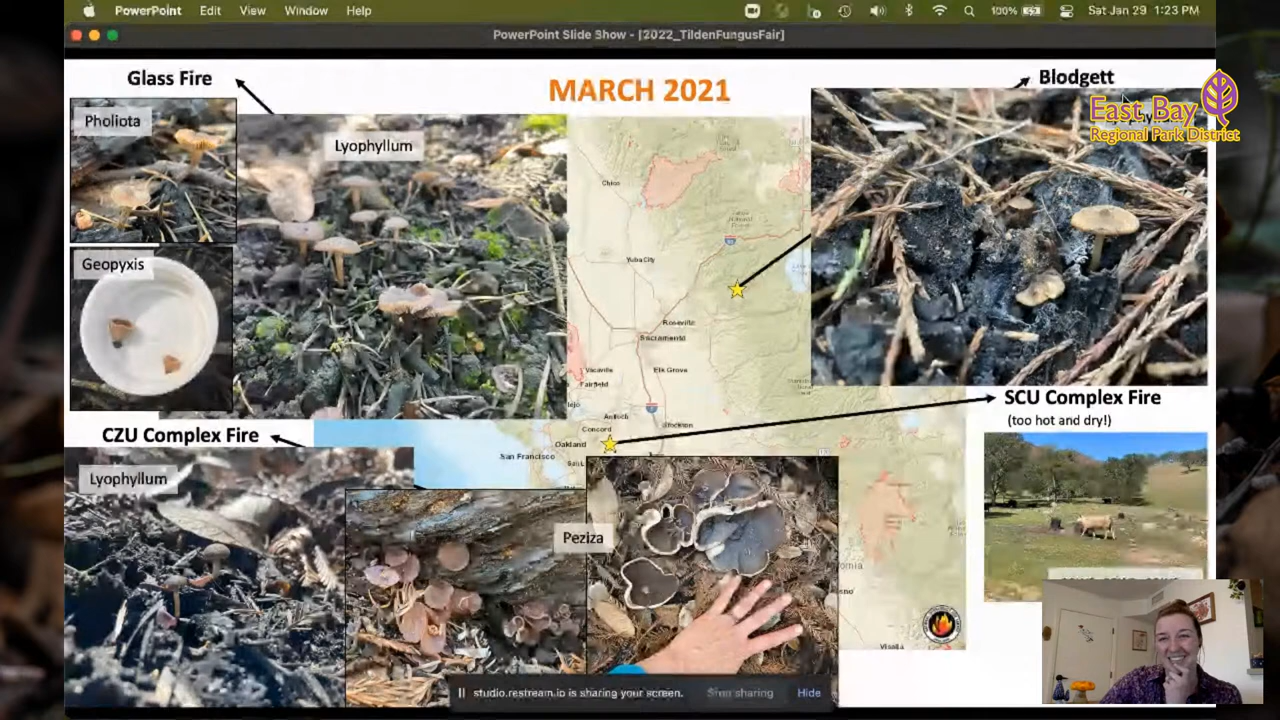 PowerPoint Edit View Window Help
100%
Sat Jan 29 1:23 PM
PowerPoint Slide Show - [2022_TildenFungusFair]
Glass Fire
MARCH 2021
Blodgett
East Bay
Regional Park District
Pholiota
Lyophyllum
Geopyxis
Chico
Yuba City
Roseville
Sacramento
Vacaville
Elk Grove
Fairfield
Antioch
Concord
Stockton
Oakland
San Francisco
SCU Complex Fire
(too hot and dry!)
CZU Complex Fire
Lyophyllum
Peziza
Visalia
studio.restream.io is sharing your screen.
Stop sharing
Hide